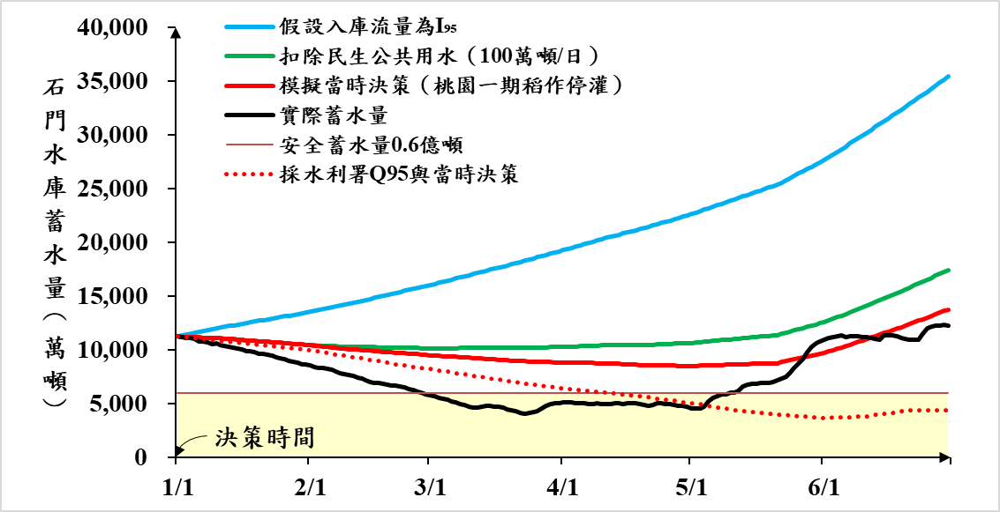 假設入庫流量為I95
扣除民生公共用水（100萬噸/日）
模擬當時決策（桃園一期稻作停灌）
實際蓄水量
安全蓄水量0.6億噸
採水利署Q95與當時決策
石門水庫蓄水量（萬噸）
40,000
35,000
30,000
25,000
20,000
15,000
10,000
5,000
0
決策時間
1/1 2/1 3/1 4/1 5/1 6/1